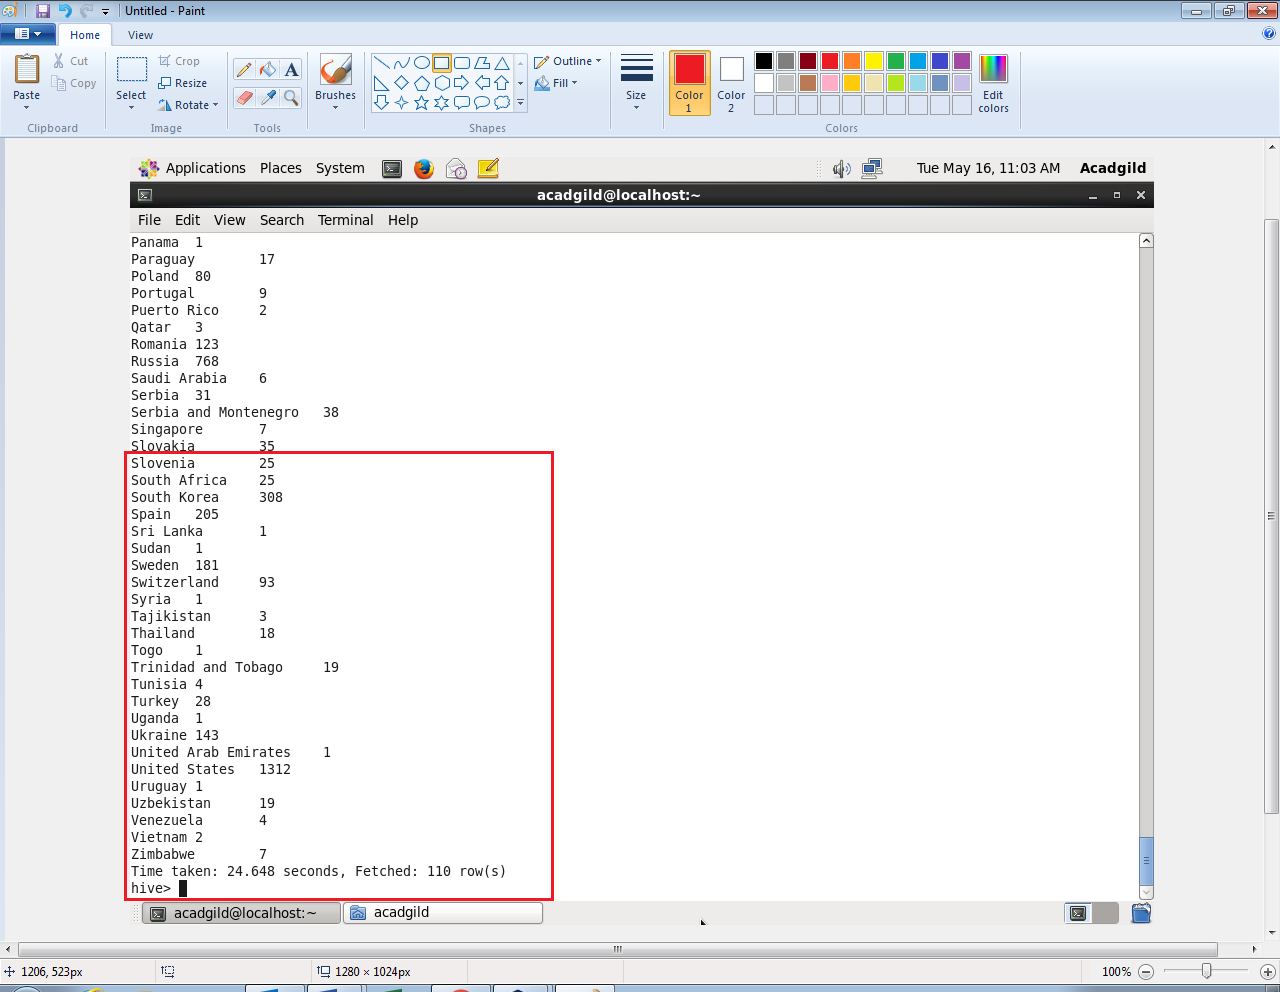 Untitled - Paint
Home View
Paste
Cut
Copy
Clipboard
Select
Crop
Resize
Rotate
Image
Tools
Brushes
Outline
Fill
Shapes
Size
Color 1
Color 2
Edit colors
Colors
Applications Places System Tue May 16, 11:03 AM Acadgild
acadgild@localhost:~
File Edit View Search Terminal Help
Panama 1
Paraguay 17
Poland 80
Portugal 9
Puerto Rico 2
Qatar 3
Romania 123
Russia 768
Saudi Arabia 6
Serbia 31
Serbia and Montenegro 38
Singapore 7
Slovakia 35
Slovenia 25
South Africa 25
South Korea 308
Spain 205
Sri Lanka 1
Sudan 1
Sweden 181
Switzerland 93
Syria 1
Tajikistan 3
Thailand 18
Togo 1
Trinidad and Tobago 19
Tunisia 4
Turkey 28
Uganda 1
Ukraine 143
United Arab Emirates 1
United States 1312
Uruguay 1
Uzbekistan 19
Venezuela 4
Vietnam 2
Zimbabwe 7
Time taken: 24.648 seconds, Fetched: 110 row(s)
hive>
acadgild@localhost:~ acadgild
1206, 523px 1280 × 1024px 100%